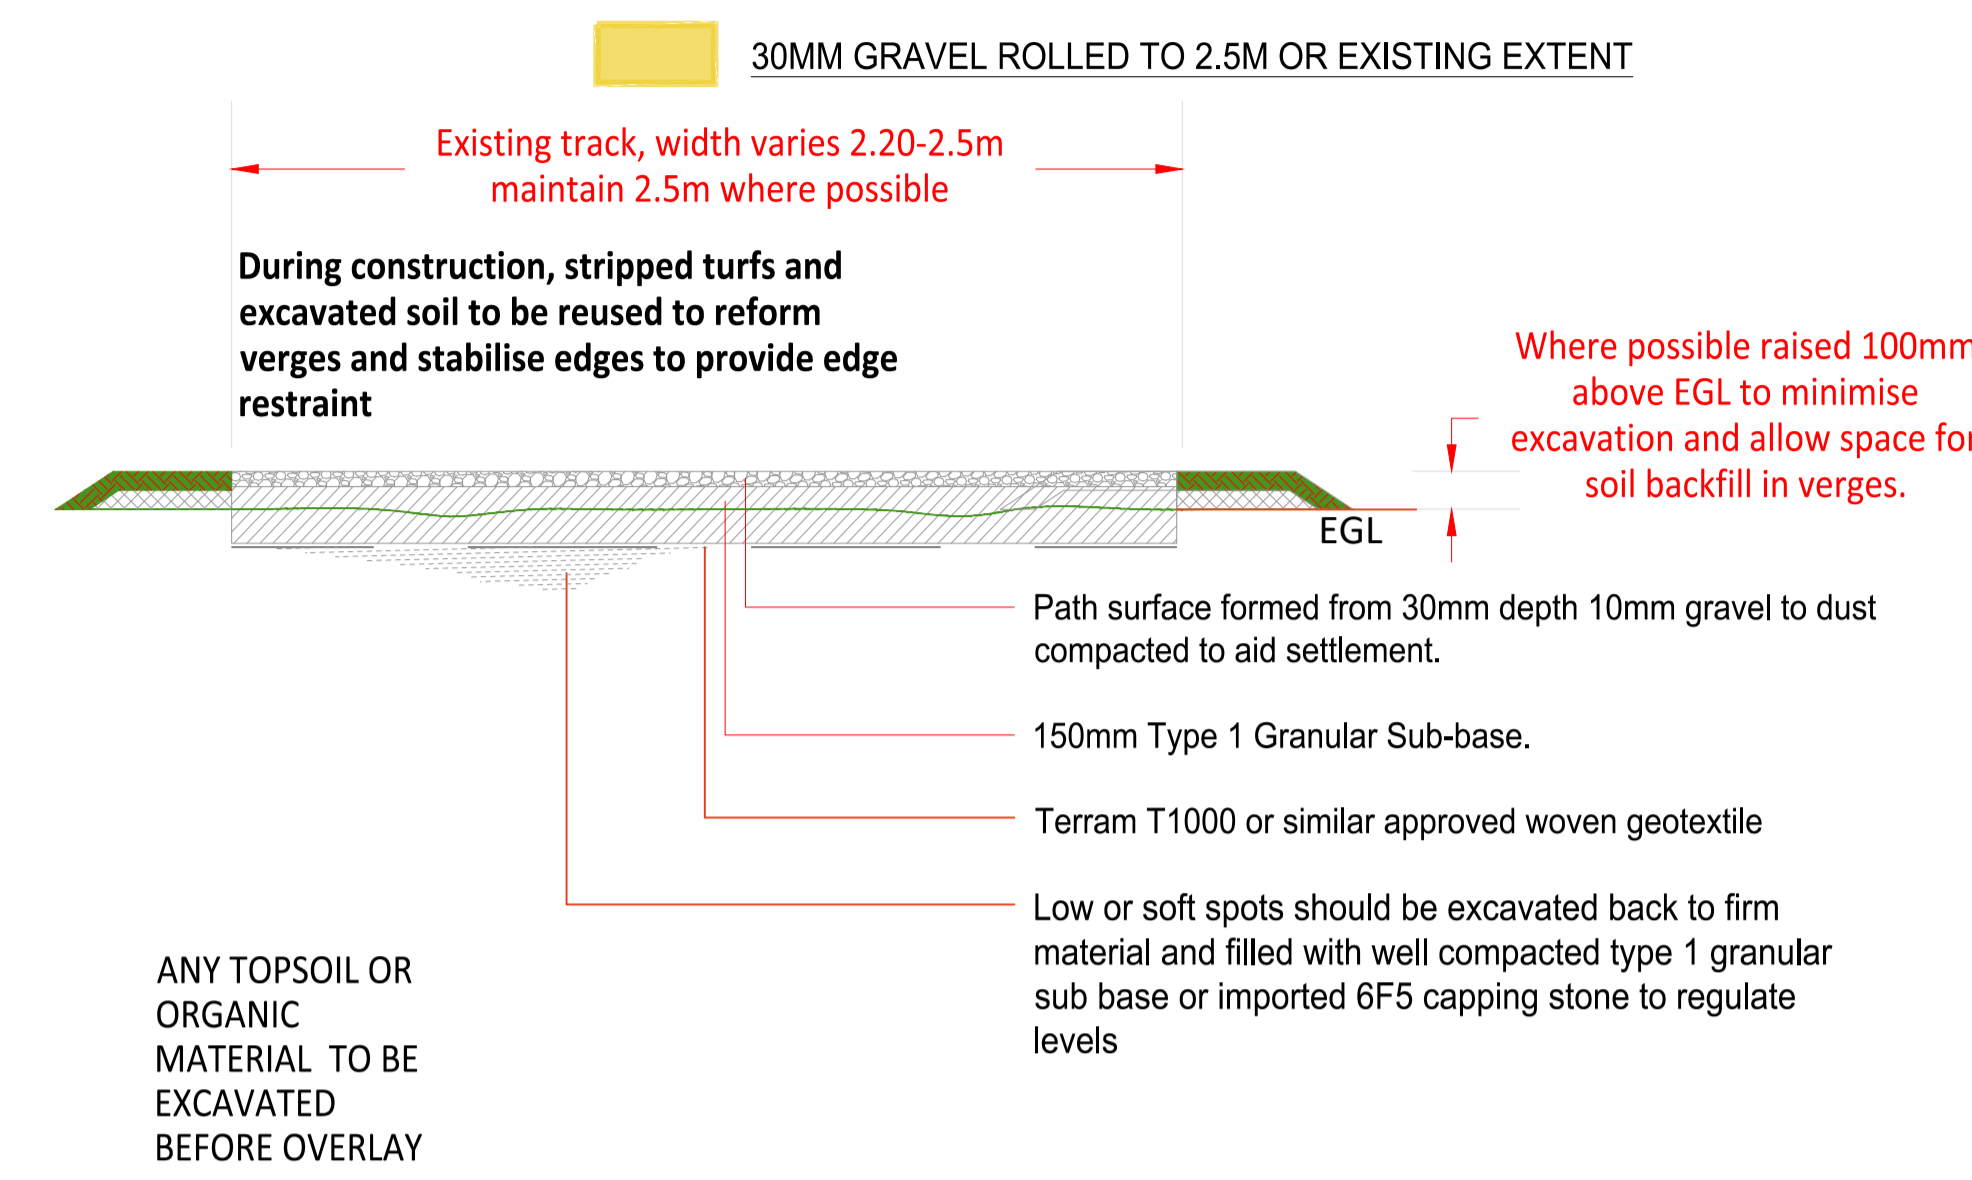 30MM GRAVEL ROLLED TO 2.5M OR EXISTING EXTENT
Existing track, width varies 2.20-2.5m
maintain 2.5m where possible
During construction, stripped turfs and
excavated soil to be reused to reform
verges and stabilise edges to provide edge
restraint
Where possible raised 100mm
above EGL to minimise
excavation and allow space for
soil backfill in verges.
EGL
Path surface formed from 30mm depth 10mm gravel to dust
compacted to aid settlement.
150mm Type 1 Granular Sub-base.
Terram T1000 or similar approved woven geotextile
Low or soft spots should be excavated back to firm
material and filled with well compacted type 1 granular
sub base or imported 6F5 capping stone to regulate
levels
ANY TOPSOIL OR
ORGANIC
MATERIAL TO BE
EXCAVATED
BEFORE OVERLAY